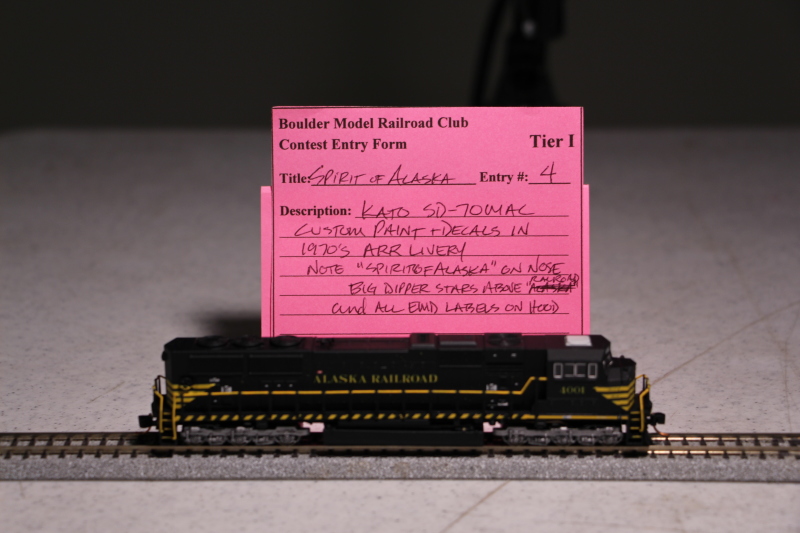 Boulder Model Railroad Club
Contest Entry Form Tier I
Title: SPIRIT OF ALASKA Entry #: 4
Description: KATO SD-70MAC
CUSTOM PAINT + DECALS IN
1970'S ARR LIVERY
NOTE "SPIRIT OF ALASKA" ON NOSE
BIG DIPPER STARS ABOVE "RAILROAD"
and ALL EMD LABELS ON HOOD
ALASKA RAILROAD
4001